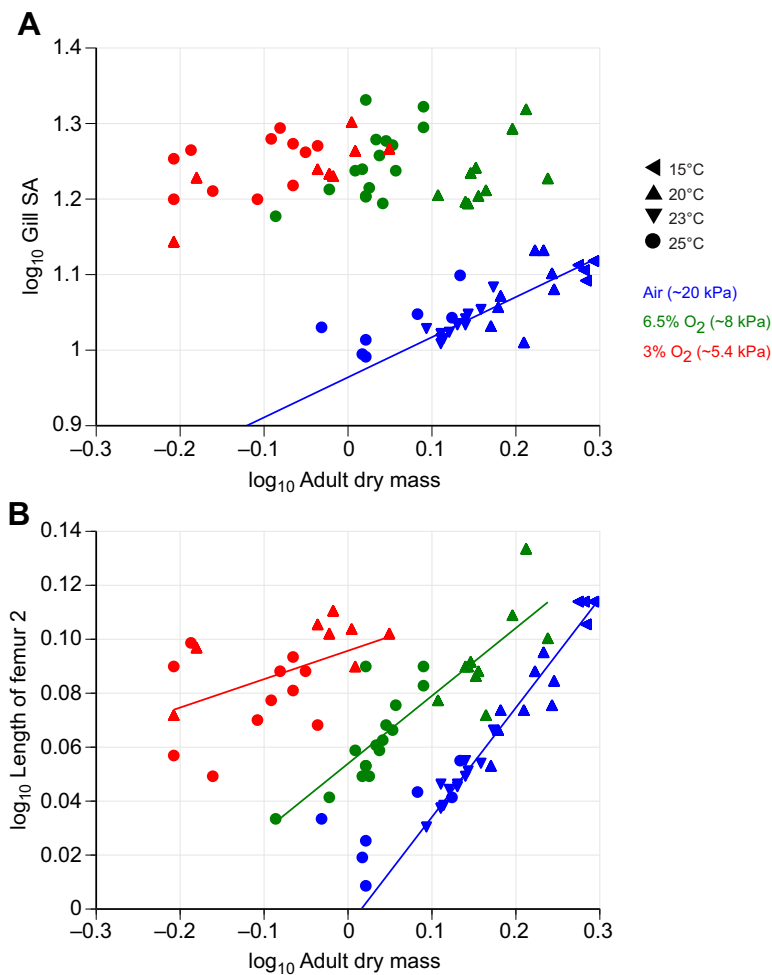 A
1.4
1.3
1.2
1.1
1
0.9
log10 Gill SA
–0.3 –0.2 –0.1 0 0.1 0.2 0.3
log10 Adult dry mass
15°C
20°C
23°C
25°C
Air (~20 kPa)
6.5% O2 (~8 kPa)
3% O2 (~5.4 kPa)
B
0.14
0.12
0.10
0.08
0.06
0.04
0.02
0
log10 Length of femur 2
–0.3 –0.2 –0.1 0 0.1 0.2 0.3
log10 Adult dry mass